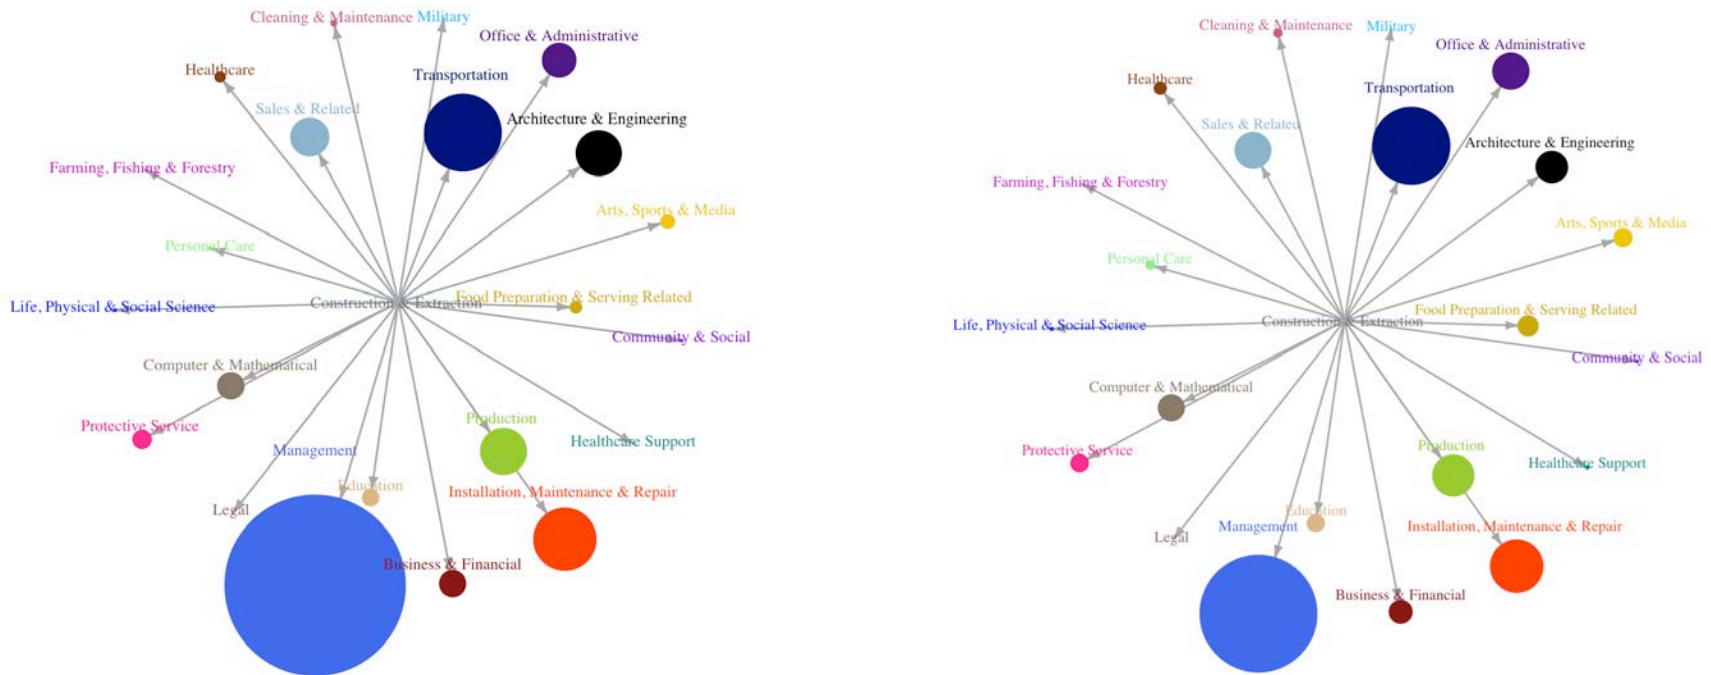 Cleaning & Maintenance
Military
Office & Administrative
Healthcare
Transportation
Sales & Related
Architecture & Engineering
Farming, Fishing & Forestry
Arts, Sports & Media
Personal Care
Life, Physical & Social Science
Construction & Extraction
Food Preparation & Serving Related
Community & Social
Computer & Mathematical
Protective Service
Production
Healthcare Support
Management
Education
Installation, Maintenance & Repair
Legal
Business & Financial
Cleaning & Maintenance
Military
Office & Administrative
Healthcare
Transportation
Sales & Related
Architecture & Engineering
Farming, Fishing & Forestry
Arts, Sports & Media
Personal Care
Food Preparation & Serving Related
Life, Physical & Social Science
Construction & Extraction
Community & Social
Computer & Mathematical
Protective Service
Production
Healthcare Support
Education
Management
Installation, Maintenance & Repair
Legal
Business & Financial